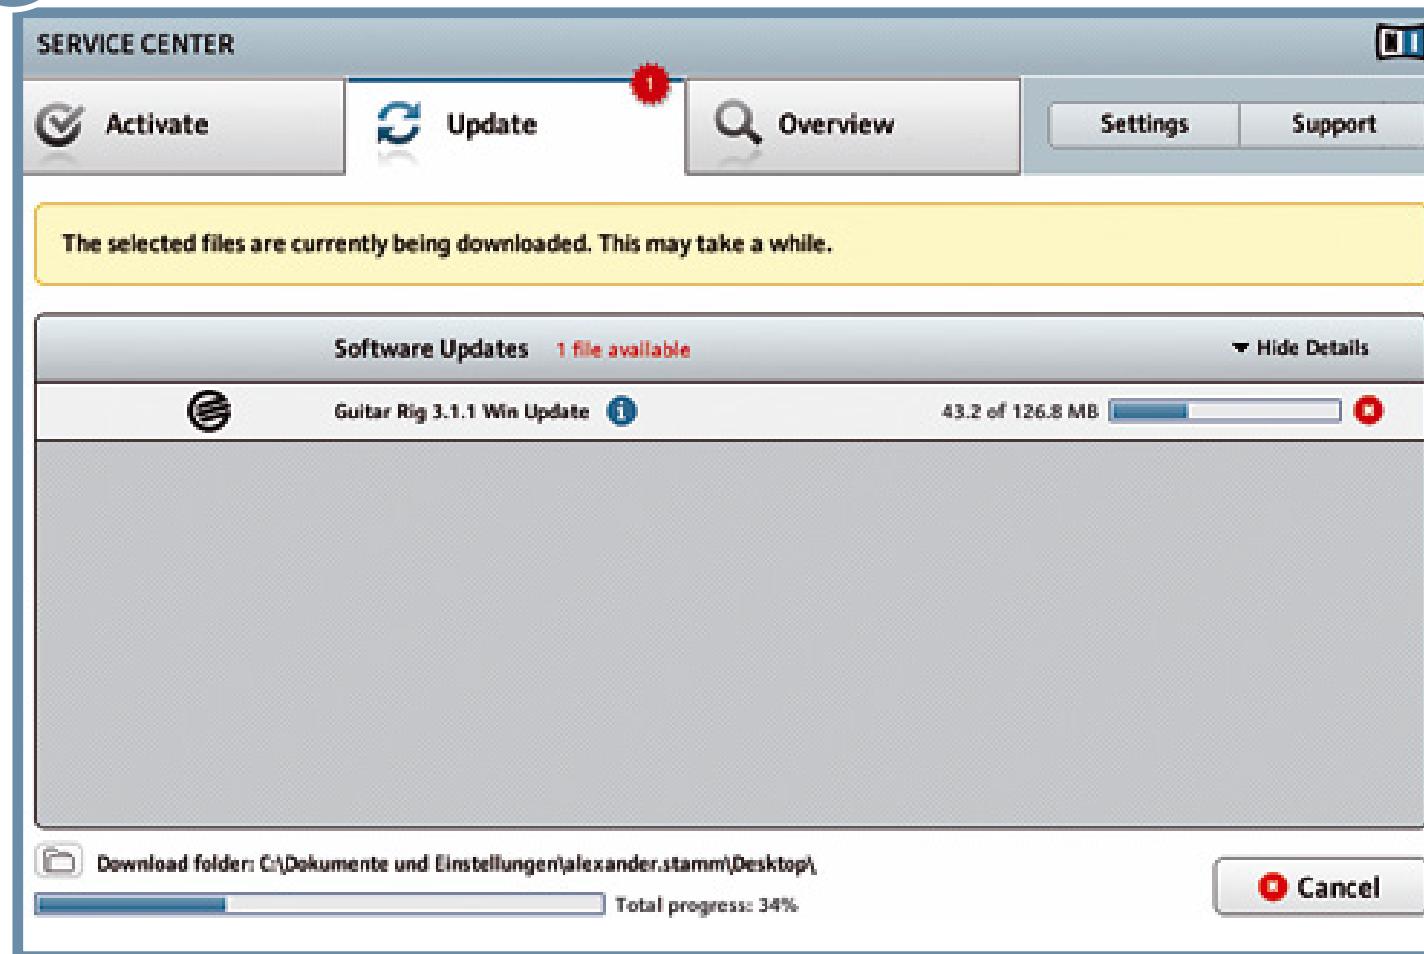 SERVICE CENTER
NI
Activate
Update
1
Overview
Settings
Support
The selected files are currently being downloaded. This may take a while.
Software Updates 1 file available
Hide Details
Guitar Rig 3.1.1 Win Update i
43.2 of 126.8 MB
Download folder: C:\Dokumente und Einstellungen\alexander.stamm\Desktop\
Total progress: 34%
Cancel